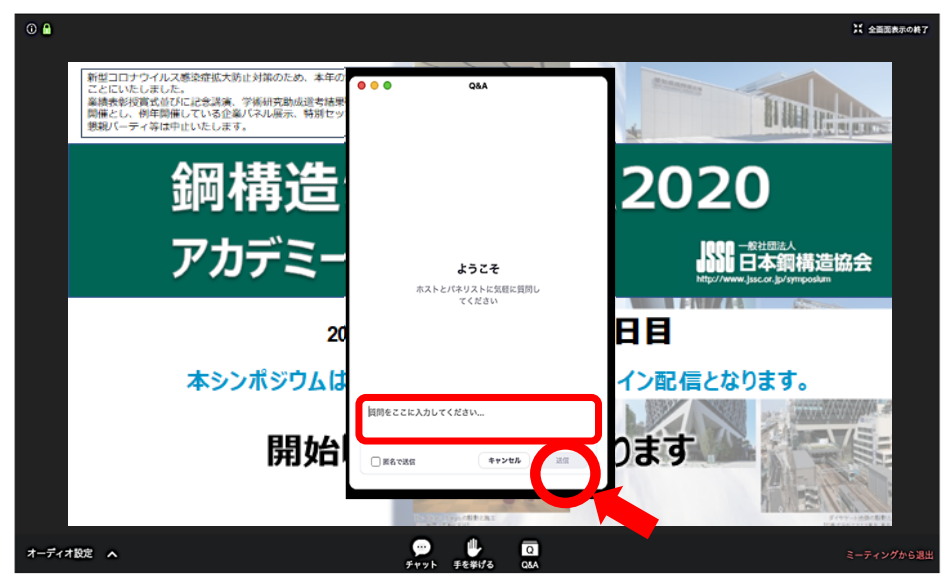 全画面表示の終了
新型コロナウイルス感染症拡大防止対策のため、本年の
ことにいたしました。
業績表彰授賞式並びに記念講演、学術研究助成選考結果
開催とし、例年開催している企業パネル展示、特別セッ
懇親パーティ等は中止いたします。
Q&A
鋼構造
2020
アカデミー
JSSC 一般社団法人
日本鋼構造協会
http://www.jssc.or.jp/symposium
ようこそ
ホストとパネリストに気軽に質問し
てください
20
日目
本シンポジウムは
イン配信となります。
質問をここに入力してください...
開始
ります
匿名で送信
キャンセル
送信
オーディオ設定
チャット
手を挙げる
Q&A
ミーティングから退出